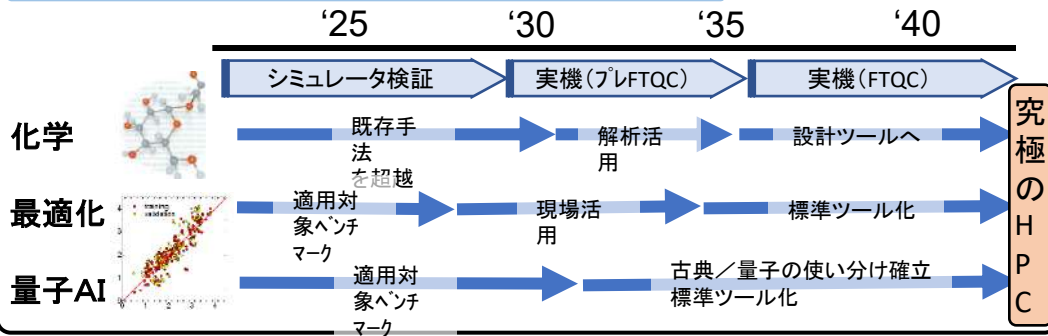 ‘25
‘30
‘35
‘40
シミュレータ検証
実機(プレFTQC)
実機(FTQC)
化学
既存手
法
を超越
解析活
用
設計ツールへ
最適化
適用対
象ベンチ
マーク
現場活
用
標準ツール化
量子AI
適用対
象ベンチ
マーク
古典/量子の使い分け確立
標準ツール化
究
極
の
H
P
C